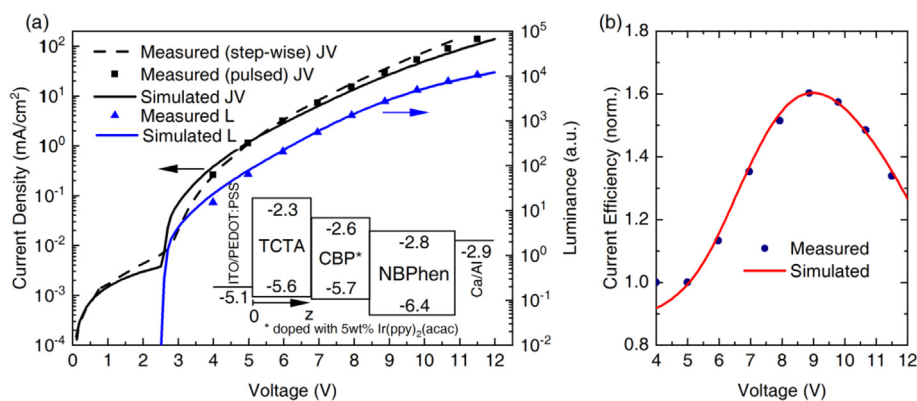 (a)
10²
10¹
10⁰
10⁻¹
10⁻²
10⁻³
10⁻⁴
Current Density (mA/cm²)
Measured (step-wise) JV
Measured (pulsed) JV
Simulated JV
Measured L
Simulated L
ITO/PEDOT:PSS
-5.1
-2.3
TCTA
-5.6
-2.6
CBP*
-5.7
-2.8
NBPhen
-6.4
-2.9
Ca/Al
0
z
* doped with 5wt% Ir(ppy)₂(acac)
10⁵
10⁴
10³
10²
10¹
10⁰
10⁻¹
10⁻²
Luminance (a.u.)
0 1 2 3 4 5 6 7 8 9 10 11 12
Voltage (V)
(b)
1.8
1.6
1.4
1.2
1.0
0.8
Current Efficiency (norm.)
Measured
Simulated
4 5 6 7 8 9 10 11 12
Voltage (V)